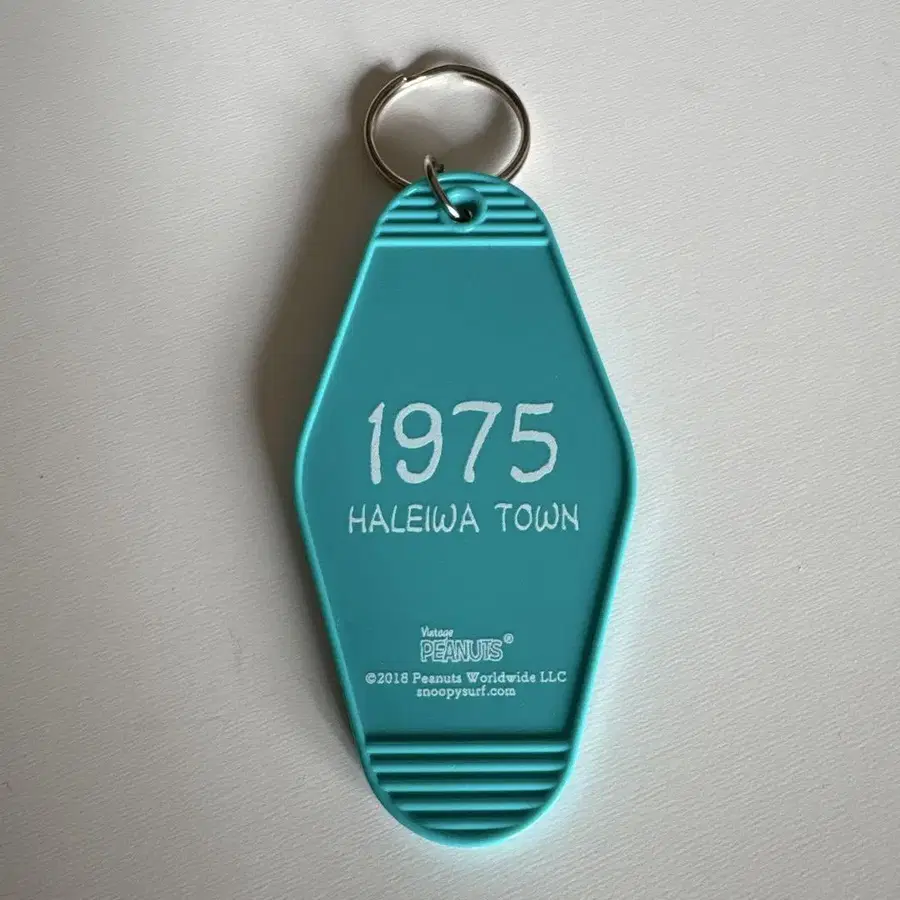 1975
HALEIWA TOWN
Vintage
PEANUTS®
©2018 Peanuts Worldwide LLC
snoopysurf.com